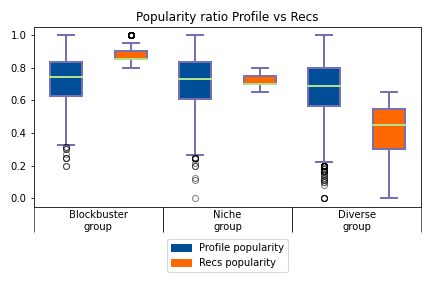 Popularity ratio Profile vs Recs
1.0
0.8
0.6
0.4
0.2
0.0
Blockbuster
group
Niche
group
Diverse
group
Profile popularity
Recs popularity